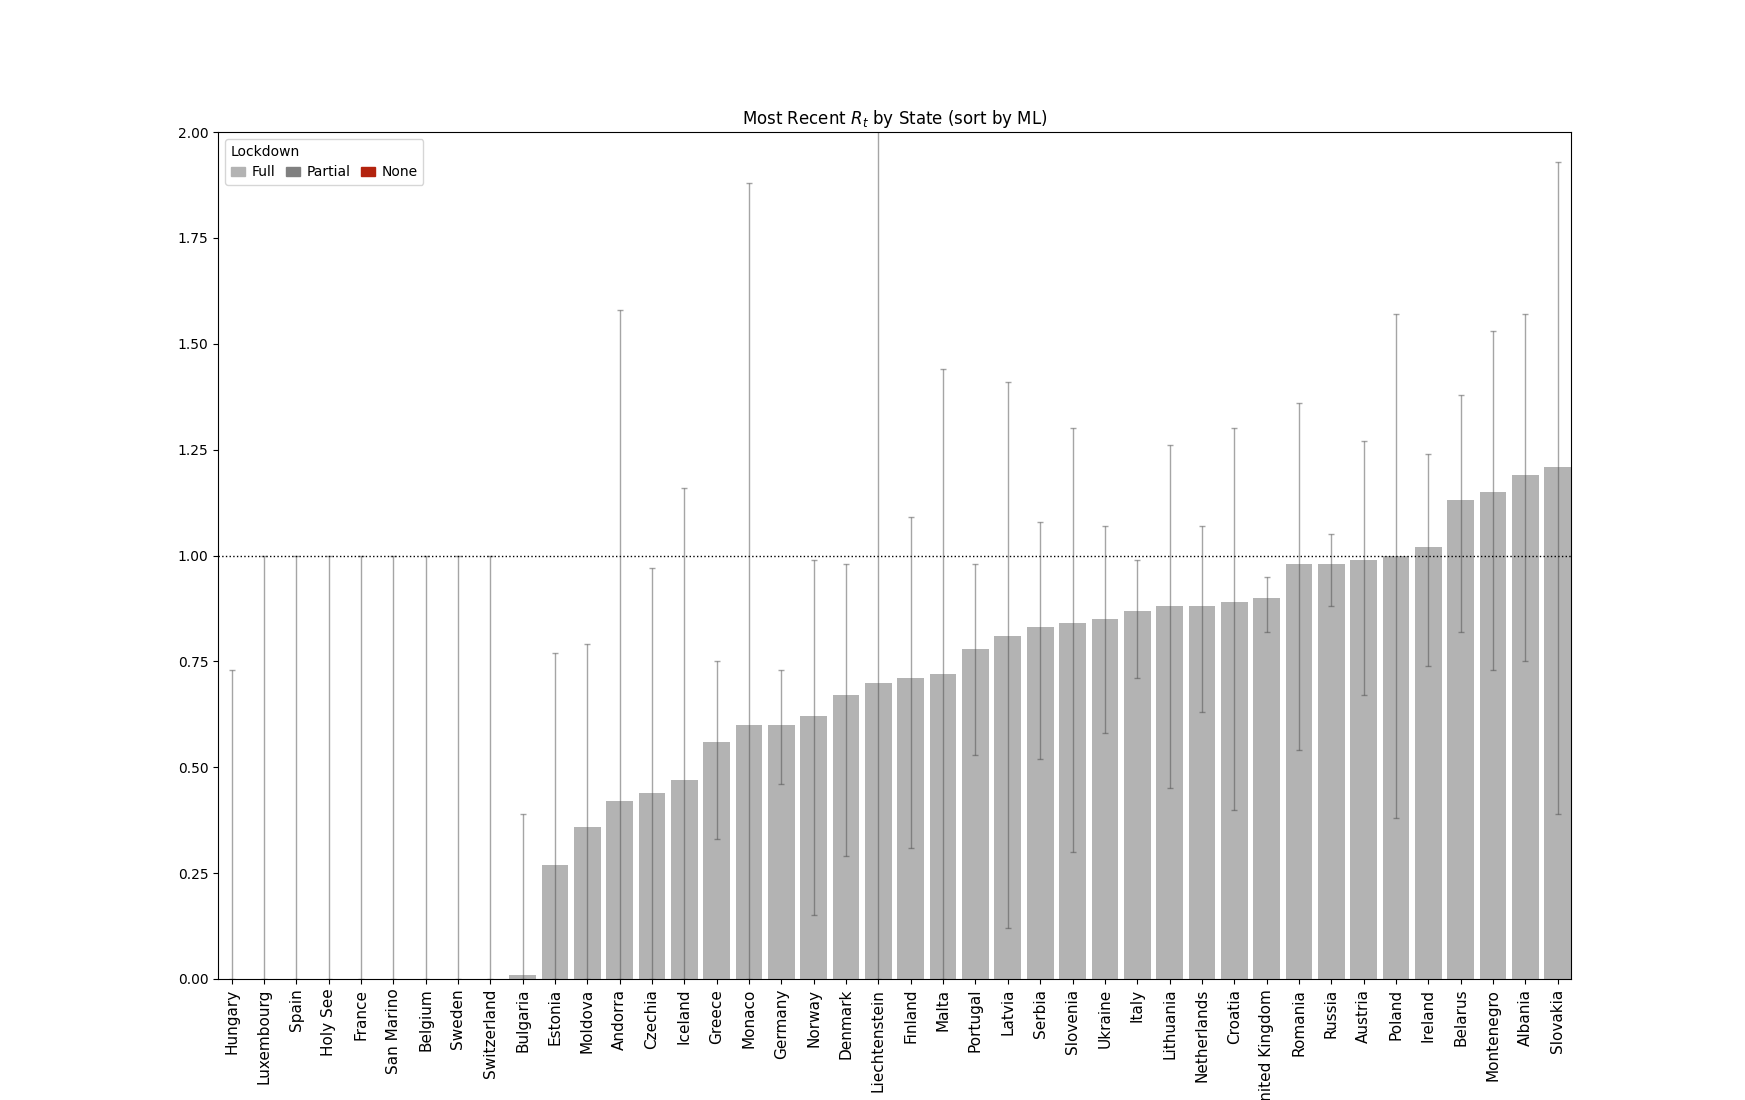 Most Recent Rt by State (sort by ML)
2.00
Lockdown
Full Partial None
1.75
1.50
1.25
1.00
0.75
0.50
0.25
0.00
Hungary
Luxembourg
Spain
Holy See
France
San Marino
Belgium
Sweden
Switzerland
Bulgaria
Estonia
Moldova
Andorra
Czechia
Iceland
Greece
Monaco
Germany
Norway
Denmark
Liechtenstein
Finland
Malta
Portugal
Latvia
Serbia
Slovenia
Ukraine
Italy
Lithuania
Netherlands
Croatia
nited Kingdom
Romania
Russia
Austria
Poland
Ireland
Belarus
Montenegro
Albania
Slovakia